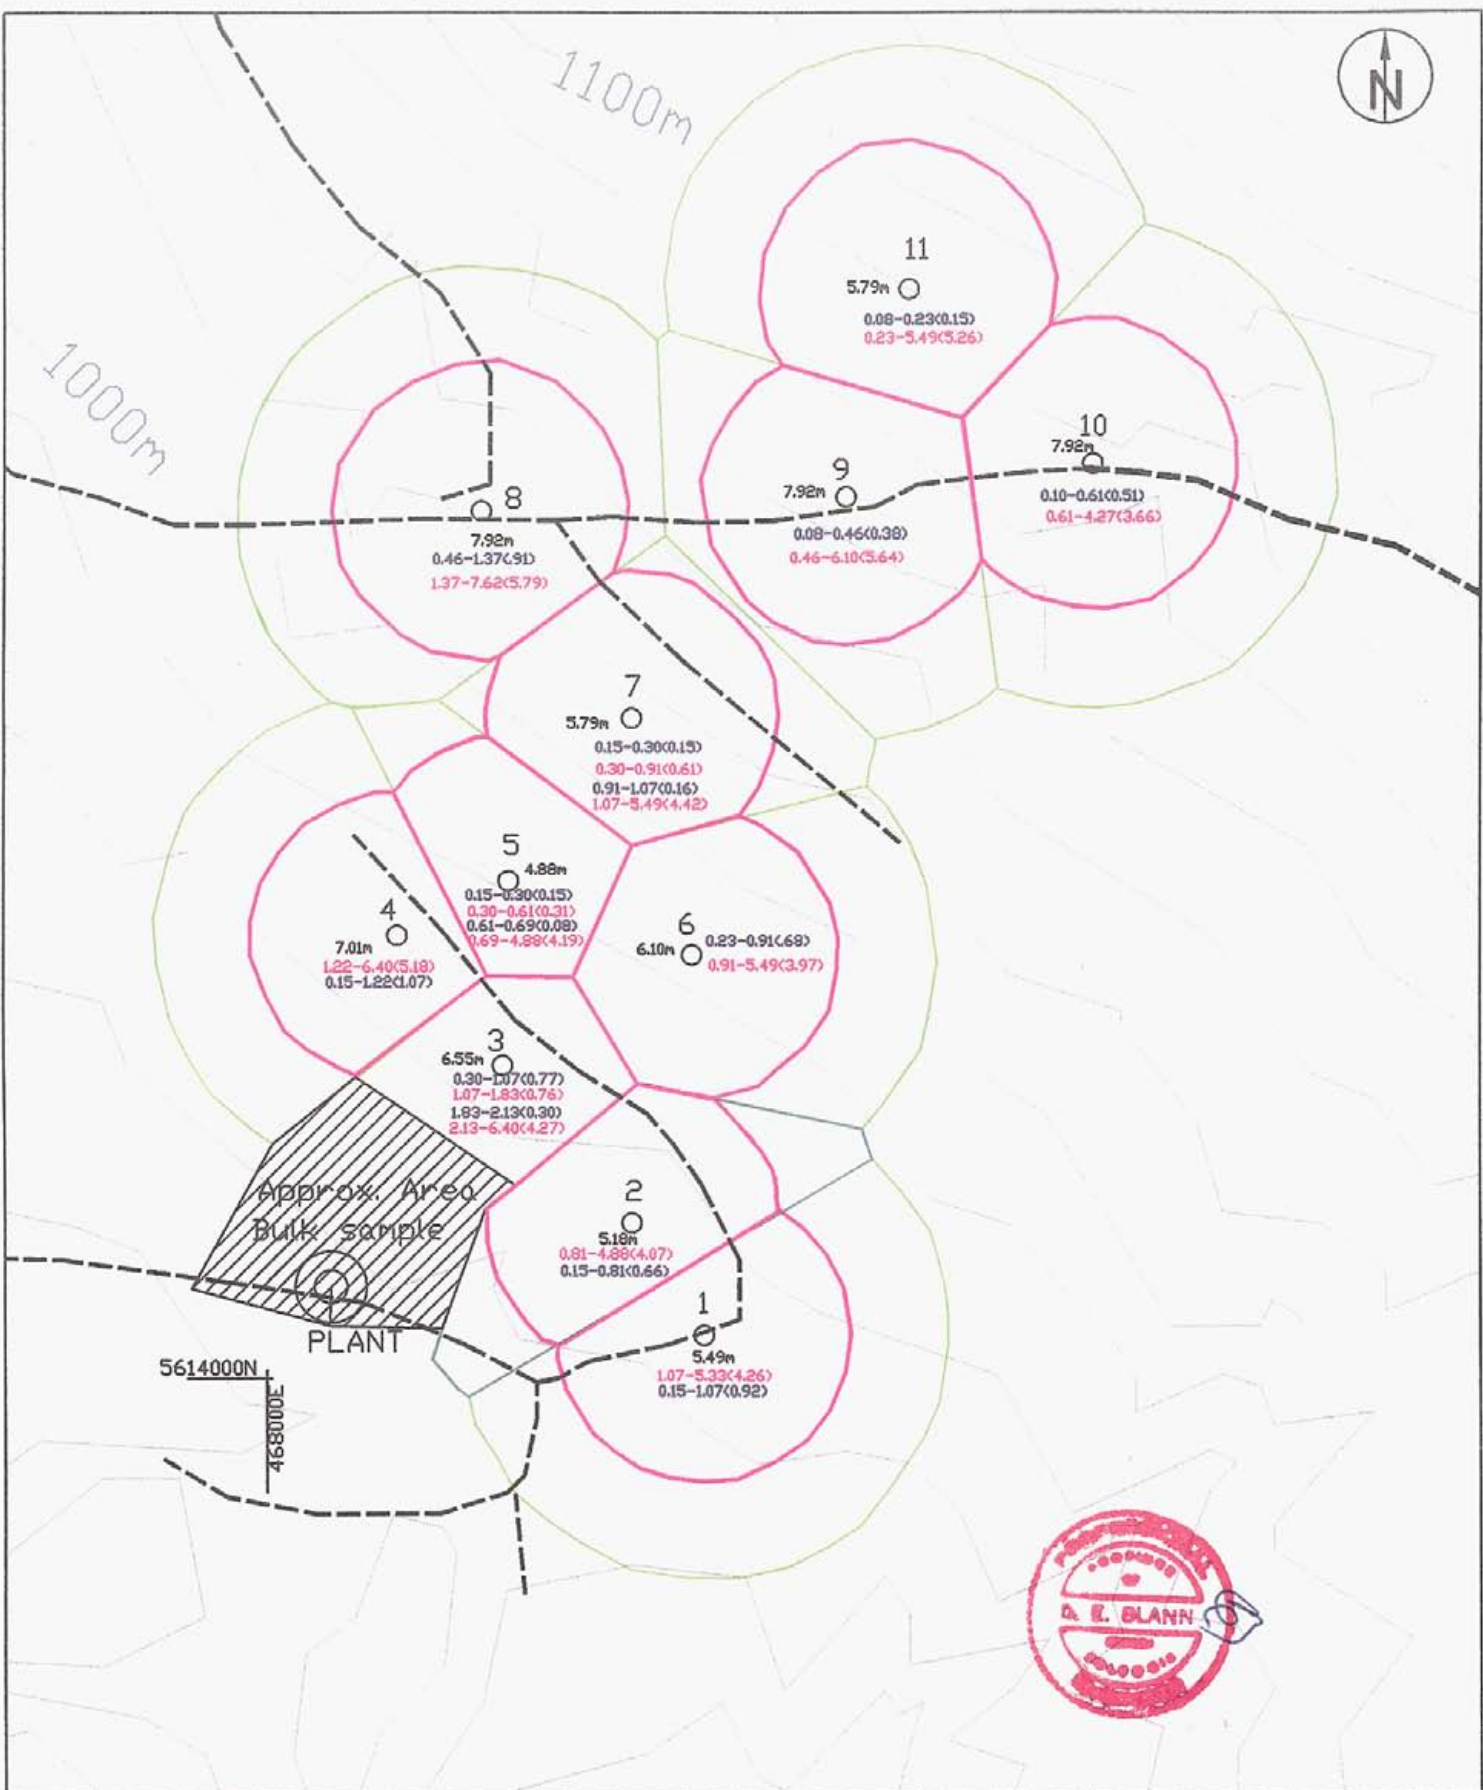 1100m
N
1000m
11
5.79m
0.08-0.23(0.15)
0.23-5.49(5.26)
10
7.92m
0.10-0.61(0.51)
0.61-4.27(3.66)
9
7.92m
0.08-0.46(0.38)
0.46-6.10(5.64)
8
7.92m
0.46-1.37(.91)
1.37-7.62(5.79)
7
5.79m
0.15-0.30(0.15)
0.30-0.91(0.61)
0.91-1.07(0.16)
1.07-5.49(4.42)
5
4.88m
0.15-0.30(0.15)
0.30-0.61(0.31)
0.61-0.69(0.08)
0.69-4.88(4.19)
4
7.01m
1.22-6.40(5.18)
0.15-1.22(1.07)
6
6.10m
0.23-0.91(.68)
0.91-5.49(3.97)
3
6.55m
0.30-1.07(0.77)
1.07-1.83(0.76)
1.83-2.13(0.30)
2.13-6.40(4.27)
Approx. Area
Bulk sample
PLANT
2
5.18m
0.81-4.88(4.07)
0.15-0.81(0.66)
1
5.49m
1.07-5.33(4.26)
0.15-1.07(0.92)
5614000N
468000E
D. E. BLANN